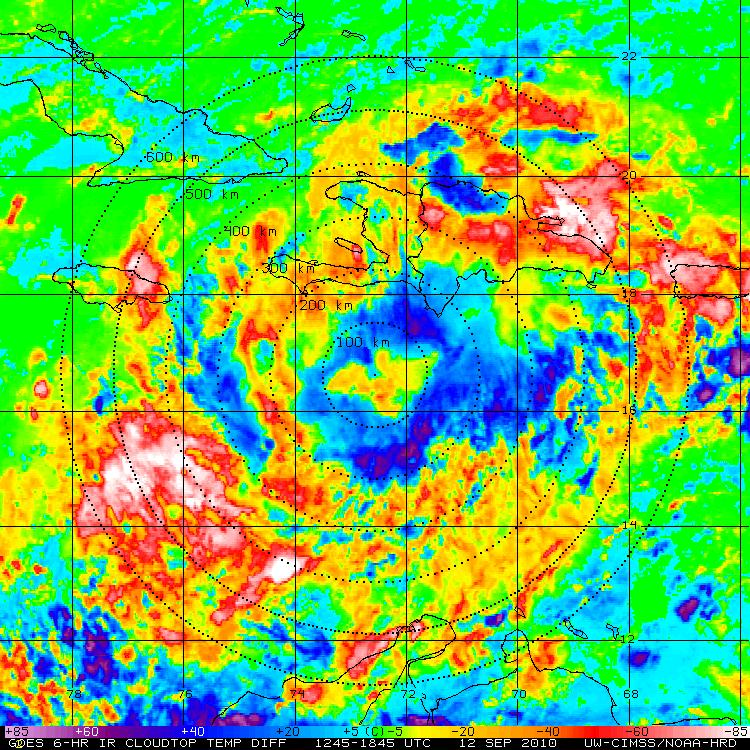 22
600 km
20
500 km
400 km
300 km
18
200 km
100 km
16
14
12
78 76 74 72 70 68
+85 +60 +40 +20 +5 (C) -5 -20 -40 -60 -85
GOES 6-HR IR CLOUDTOP TEMP DIFF 1245-1845 UTC 12 SEP 2010 UW-CIMSS/NOAA-HRD